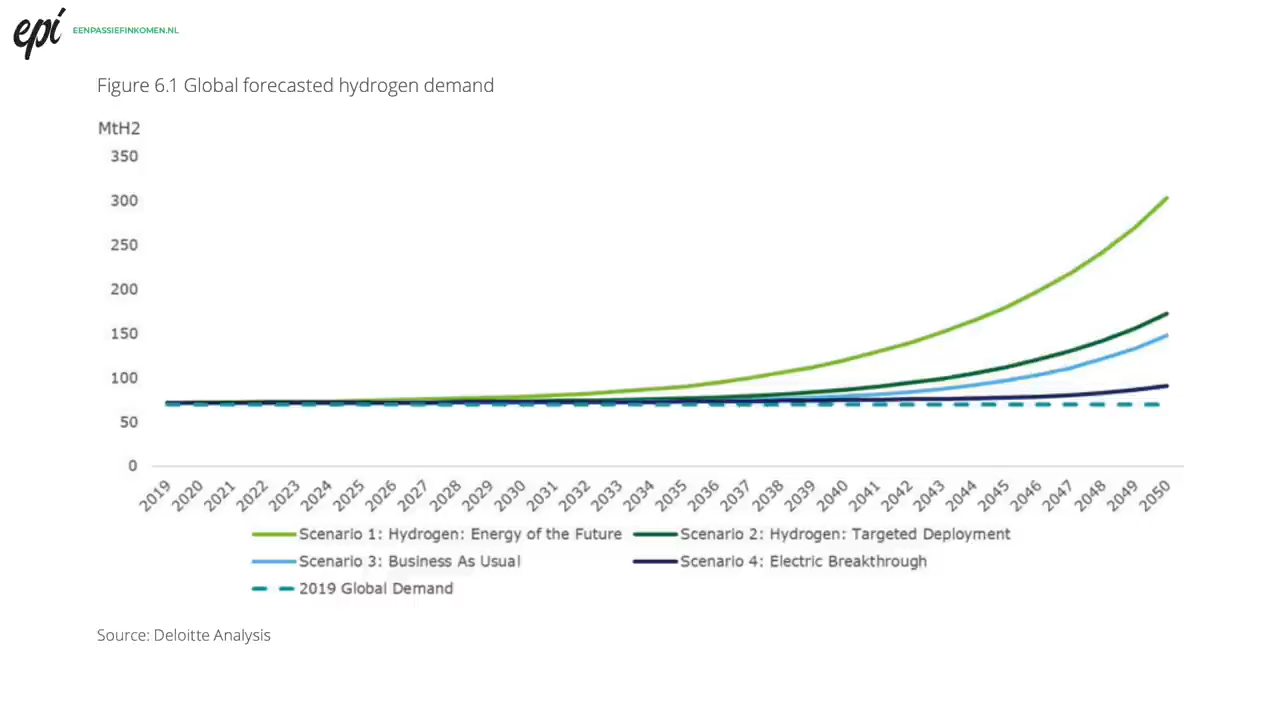 epi EENPASSIEFINKOMEN.NL
Figure 6.1 Global forecasted hydrogen demand
MtH2
350
300
250
200
150
100
50
0
2019 2020 2021 2022 2023 2024 2025 2026 2027 2028 2029 2030 2031 2032 2033 2034 2035 2036 2037 2038 2039 2040 2041 2042 2043 2044 2045 2046 2047 2048 2049 2050
Scenario 1: Hydrogen: Energy of the Future Scenario 2: Hydrogen: Targeted Deployment
Scenario 3: Business As Usual Scenario 4: Electric Breakthrough
2019 Global Demand
Source: Deloitte Analysis